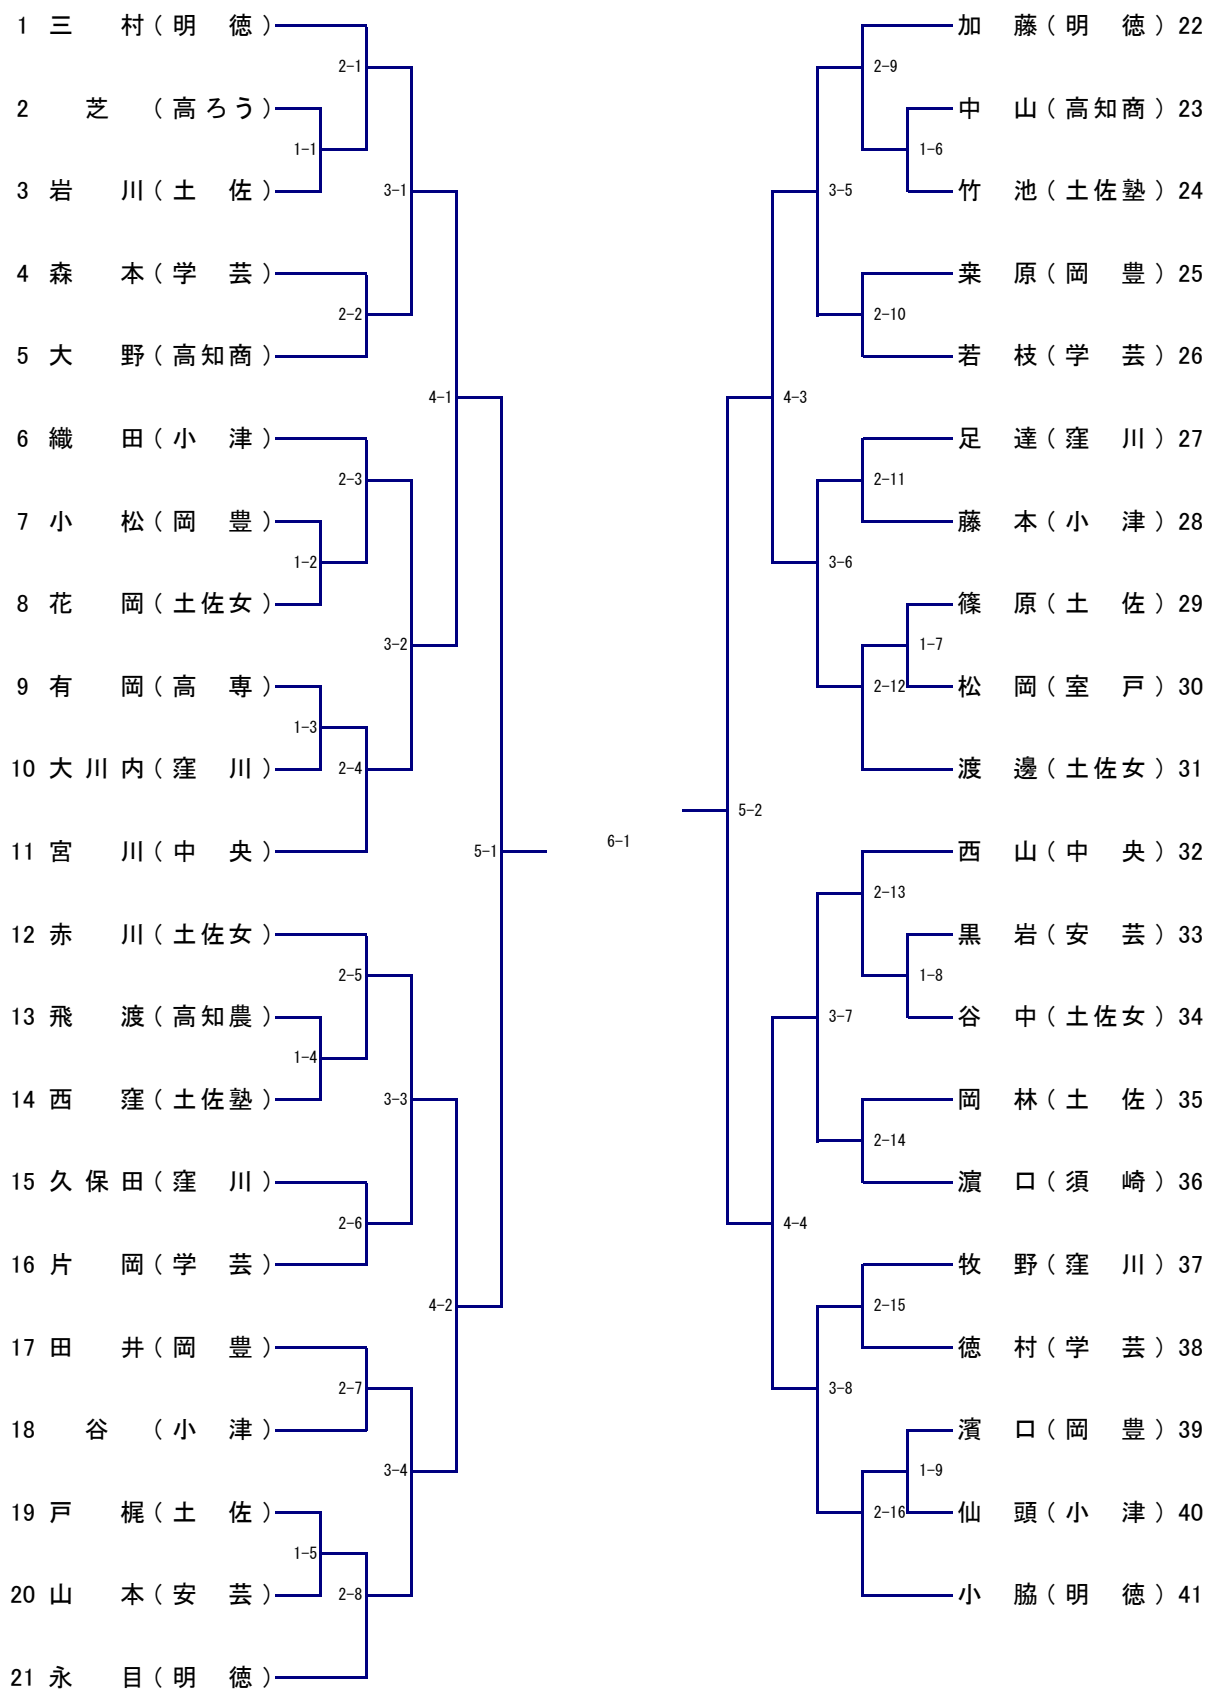 1 三 村 ( 明 徳 )
2-1
2 芝 ( 高ろう )
1-1
3 岩 川 ( 土 佐 )
3-1
4 森 本 ( 学 芸 )
2-2
5 大 野 ( 高知商 )
4-1
6 織 田 ( 小 津 )
2-3
7 小 松 ( 岡 豊 )
1-2
8 花 岡 ( 土佐女 )
3-2
9 有 岡 ( 高 専 )
1-3
10 大川内 ( 窪 川 )
2-4
11 宮 川 ( 中 央 )
5-1
12 赤 川 ( 土佐女 )
2-5
13 飛 渡 ( 高知農 )
1-4
14 西 窪 ( 土佐塾 )
3-3
15 久保田 ( 窪 川 )
2-6
16 片 岡 ( 学 芸 )
4-2
17 田 井 ( 岡 豊 )
2-7
18 谷 ( 小 津 )
3-4
19 戸 梶 ( 土 佐 )
1-5
20 山 本 ( 安 芸 )
2-8
21 永 目 ( 明 徳 )
6-1
加 藤 ( 明 徳 ) 22
2-9
中 山 ( 高知商 ) 23
1-6
竹 池 ( 土佐塾 ) 24
3-5
桒 原 ( 岡 豊 ) 25
2-10
若 枝 ( 学 芸 ) 26
4-3
足 達 ( 窪 川 ) 27
2-11
藤 本 ( 小 津 ) 28
3-6
篠 原 ( 土 佐 ) 29
1-7
松 岡 ( 室 戸 ) 30
2-12
渡 邊 ( 土佐女 ) 31
5-2
西 山 ( 中 央 ) 32
2-13
黒 岩 ( 安 芸 ) 33
1-8
谷 中 ( 土佐女 ) 34
3-7
岡 林 ( 土 佐 ) 35
2-14
濵 口 ( 須 崎 ) 36
4-4
牧 野 ( 窪 川 ) 37
2-15
徳 村 ( 学 芸 ) 38
3-8
濱 口 ( 岡 豊 ) 39
1-9
仙 頭 ( 小 津 ) 40
2-16
小 脇 ( 明 徳 ) 41